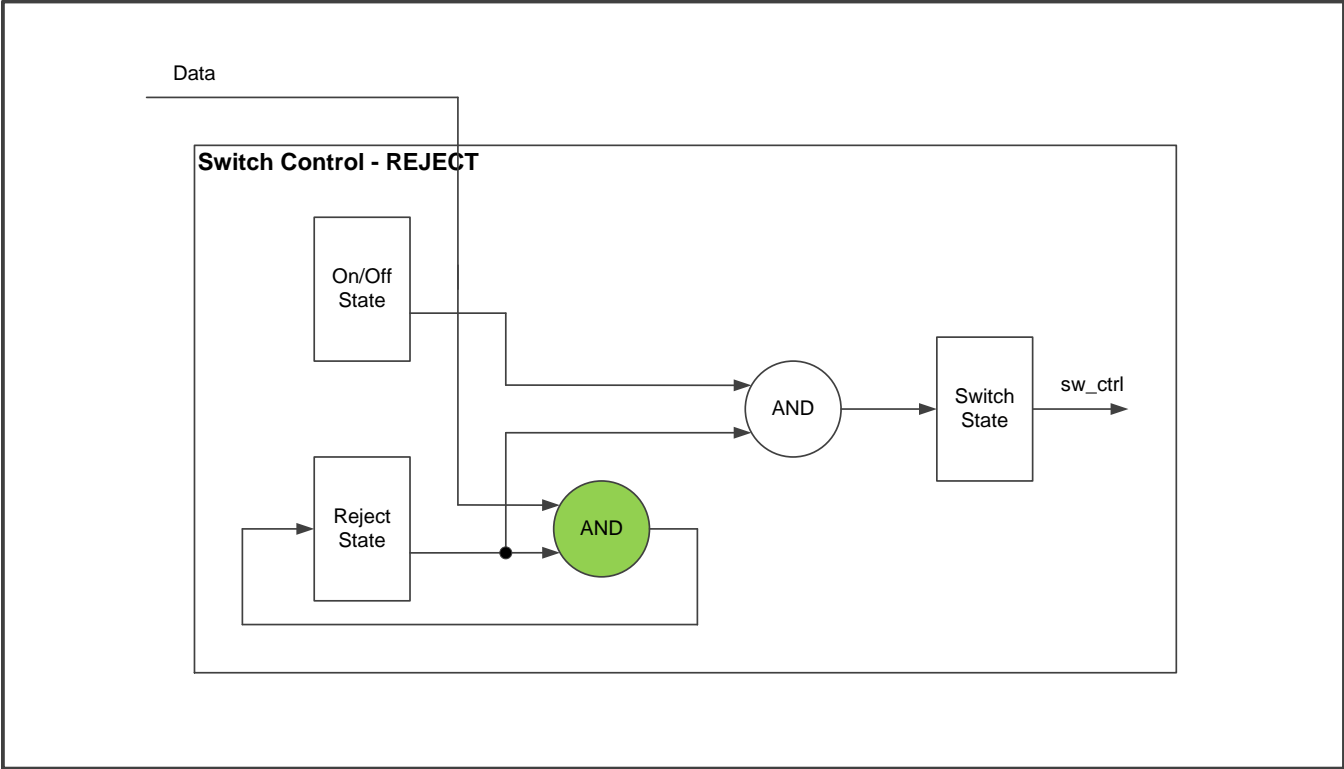 Data
Switch Control - REJECT
On/Off
State
AND
Switch
State
sw_ctrl
Reject
State
AND